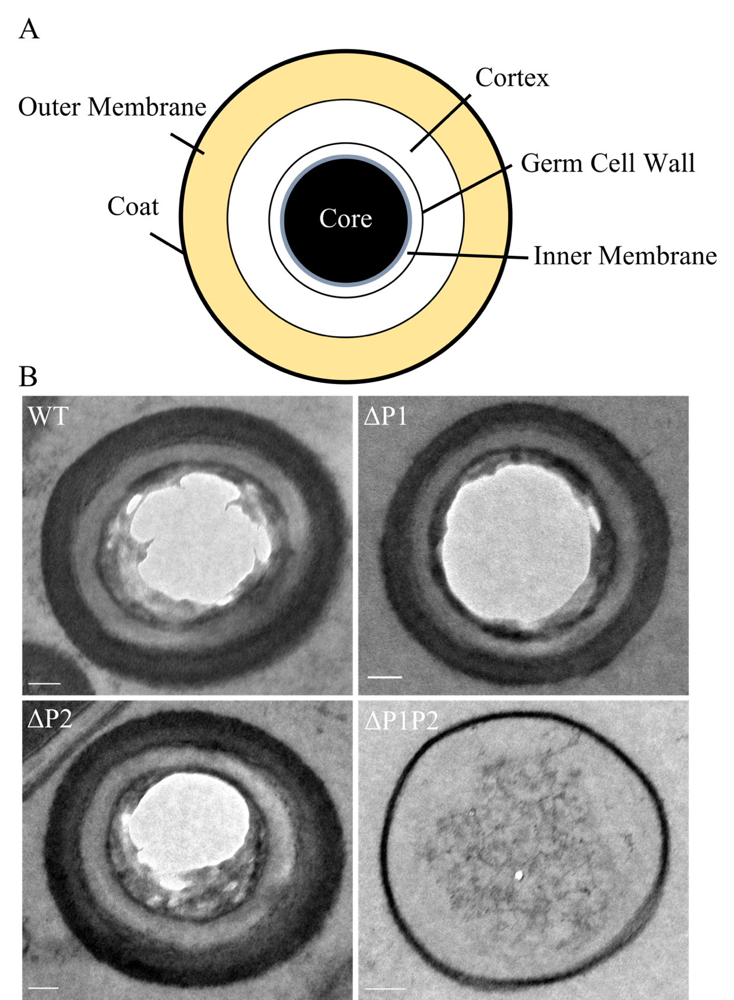 A
Cortex
Outer Membrane
Germ Cell Wall
Coat
Core
Inner Membrane
B
WT
ΔP1
ΔP2
ΔP1P2